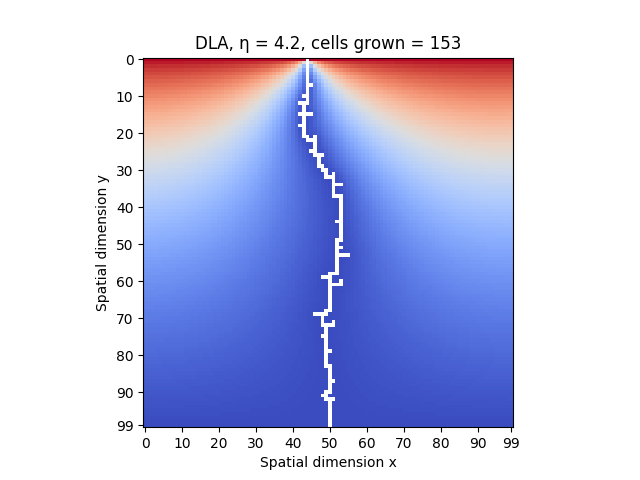 DLA, η = 4.2, cells grown = 153
0
10
20
30
40
50
60
70
80
90
99
Spatial dimension y
0 10 20 30 40 50 60 70 80 90 99
Spatial dimension x